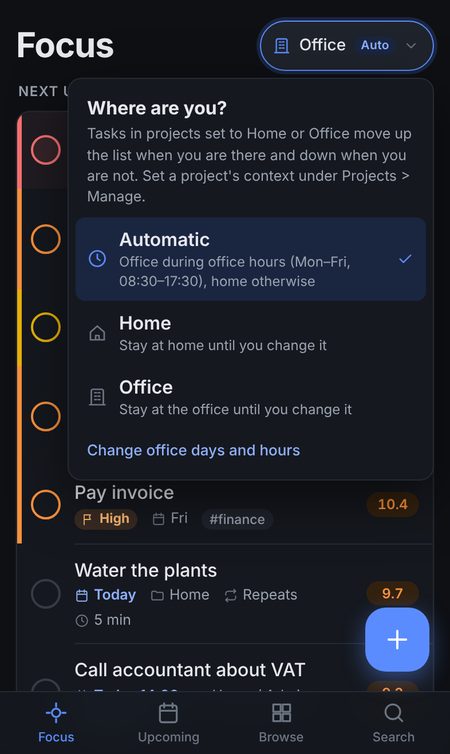 Focus
Office Auto
NEXT
Where are you?
Tasks in projects set to Home or Office move up
the list when you are there and down when you
are not. Set a project's context under Projects >
Manage.
Automatic
Office during office hours (Mon–Fri,
08:30–17:30), home otherwise
Home
Stay at home until you change it
Office
Stay at the office until you change it
Change office days and hours
Pay invoice
10.4
High Fri #finance
Water the plants
Today Home Repeats
9.7
5 min
Call accountant about VAT
Focus Upcoming Browse Search